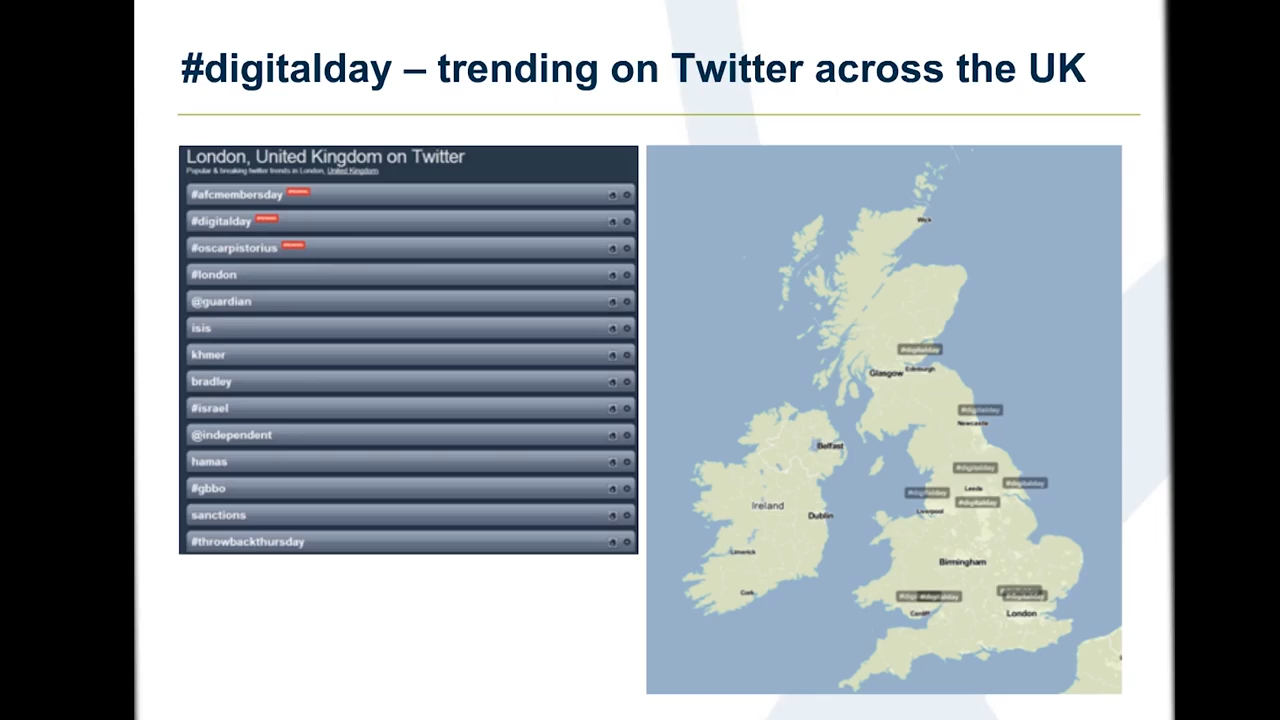 #digitalday – trending on Twitter across the UK
London, United Kingdom on Twitter
Popular & breaking twitter trends in London, United Kingdom
#afcmembersday
#digitalday
#oscarpistorius
#london
@guardian
isis
khmer
bradley
#israel
@independent
hamas
#gbbo
sanctions
#throwbackthursday
Wick
#digitalday
Glasgow Edinburgh
#digitalday
Newcastle
Belfast
#digitalday
#digitalday
Leeds
#digitalday
#digitalday
Liverpool
Ireland
Dublin
Limerick
Birmingham
Cork
#digitalday
#digitalday
Cardiff
London